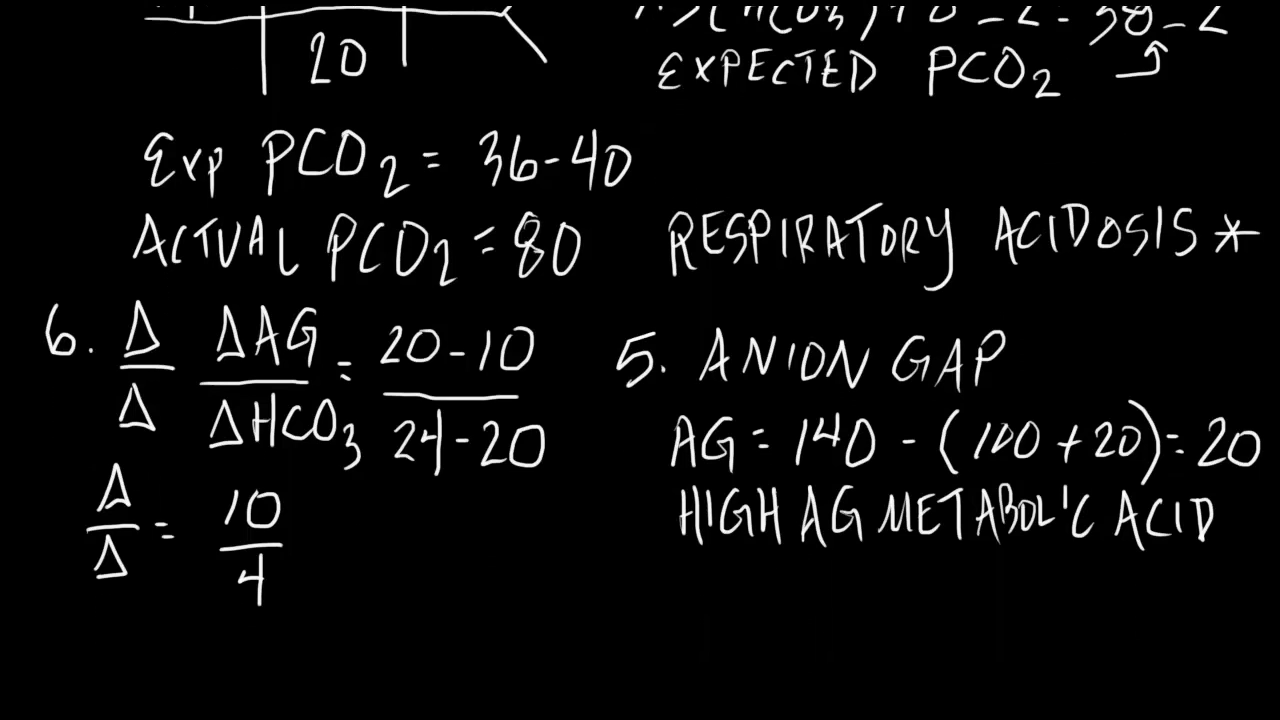 20
EXPECTED PCO2
Exp PCO2 = 36-40
ACTUAL PCO2 = 80 RESPIRATORY ACIDOSIS *
6. Δ/Δ ΔAG/ΔHCO3 = 20-10/24-20
Δ/Δ = 10/4
5. ANION GAP
AG = 140 - (100 + 20) = 20
HIGH AG METABOLIC ACID